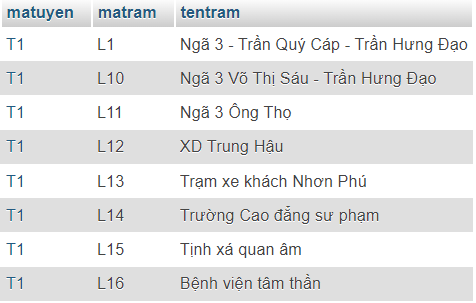 matuyen matram tentram
T1 L1 Ngã 3 - Trần Quý Cáp - Trần Hưng Đạo
T1 L10 Ngã 3 Võ Thị Sáu - Trần Hưng Đạo
T1 L11 Ngã 3 Ông Thọ
T1 L12 XD Trung Hậu
T1 L13 Trạm xe khách Nhơn Phú
T1 L14 Trường Cao đẳng sư phạm
T1 L15 Tịnh xá quan âm
T1 L16 Bệnh viện tâm thần